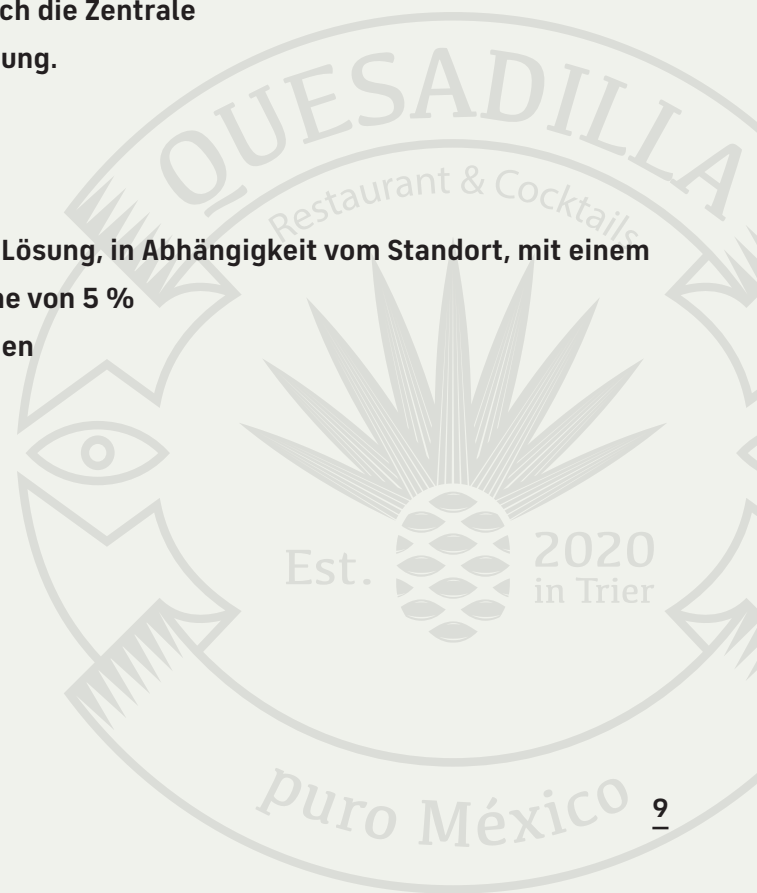 ch die Zentrale
ung.
QUESADILLA
Restaurant & Cocktails
Lösung, in Abhängigkeit vom Standort, mit einem
e von 5 %
en
Est.
2020
in Trier
puro México
9